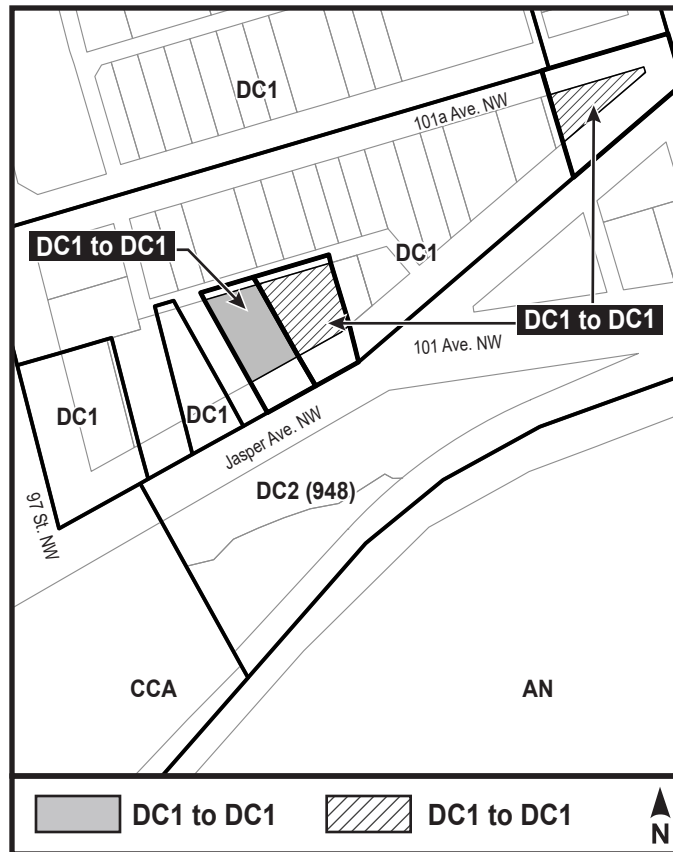 DC1
101a Ave. NW
DC1 to DC1
DC1
DC1 to DC1
101 Ave. NW
DC1
DC1
Jasper Ave. NW
DC2 (948)
97 St. NW
CCA
AN
DC1 to DC1
DC1 to DC1
N